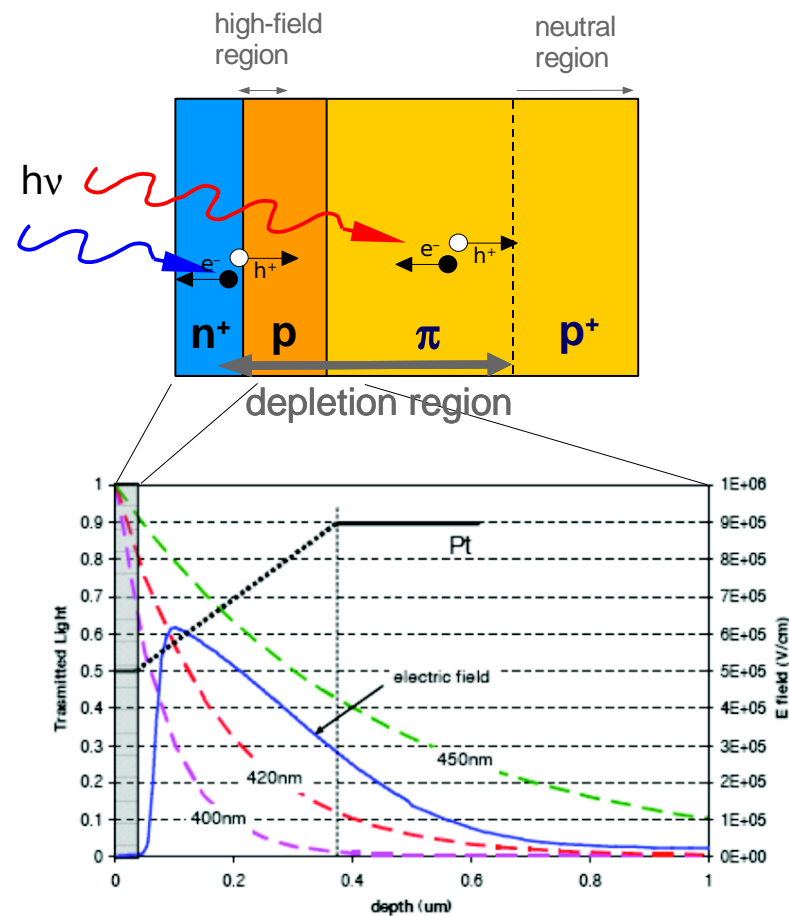 high-field
region
neutral
region
hν
e⁻
h⁺
e⁻
h⁺
n⁺
p
π
p⁺
depletion region
1
0.9
0.8
0.7
0.6
0.5
0.4
0.3
0.2
0.1
0
Trasmitted Light
1E+06
9E+05
8E+05
7E+05
6E+05
5E+05
4E+05
3E+05
2E+05
1E+05
0E+00
E field (V/cm)
Pt
electric field
450nm
420nm
400nm
0
0.2
0.4
0.6
0.8
1
depth (um)